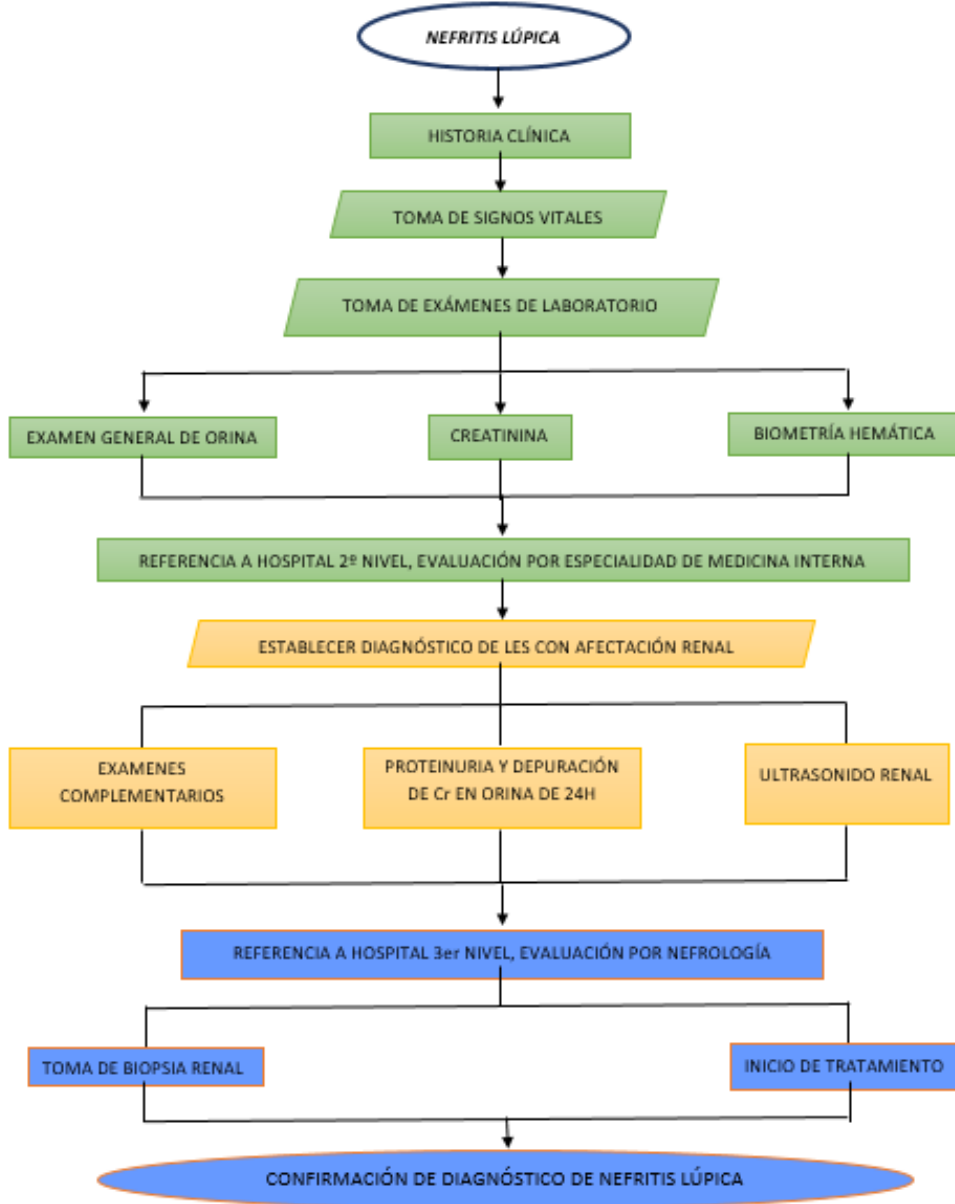 NEFRITIS LÚPICA
HISTORIA CLÍNICA
TOMA DE SIGNOS VITALES
TOMA DE EXÁMENES DE LABORATORIO
EXAMEN GENERAL DE ORINA
CREATININA
BIOMETRÍA HEMÁTICA
REFERENCIA A HOSPITAL 2º NIVEL, EVALUACIÓN POR ESPECIALIDAD DE MEDICINA INTERNA
ESTABLECER DIAGNÓSTICO DE LES CON AFECTACIÓN RENAL
EXAMENES
COMPLEMENTARIOS
PROTEINURIA Y DEPURACIÓN
DE Cr EN ORINA DE 24H
ULTRASONIDO RENAL
REFERENCIA A HOSPITAL 3er NIVEL, EVALUACIÓN POR NEFROLOGÍA
TOMA DE BIOPSIA RENAL
INICIO DE TRATAMIENTO
CONFIRMACIÓN DE DIAGNÓSTICO DE NEFRITIS LÚPICA